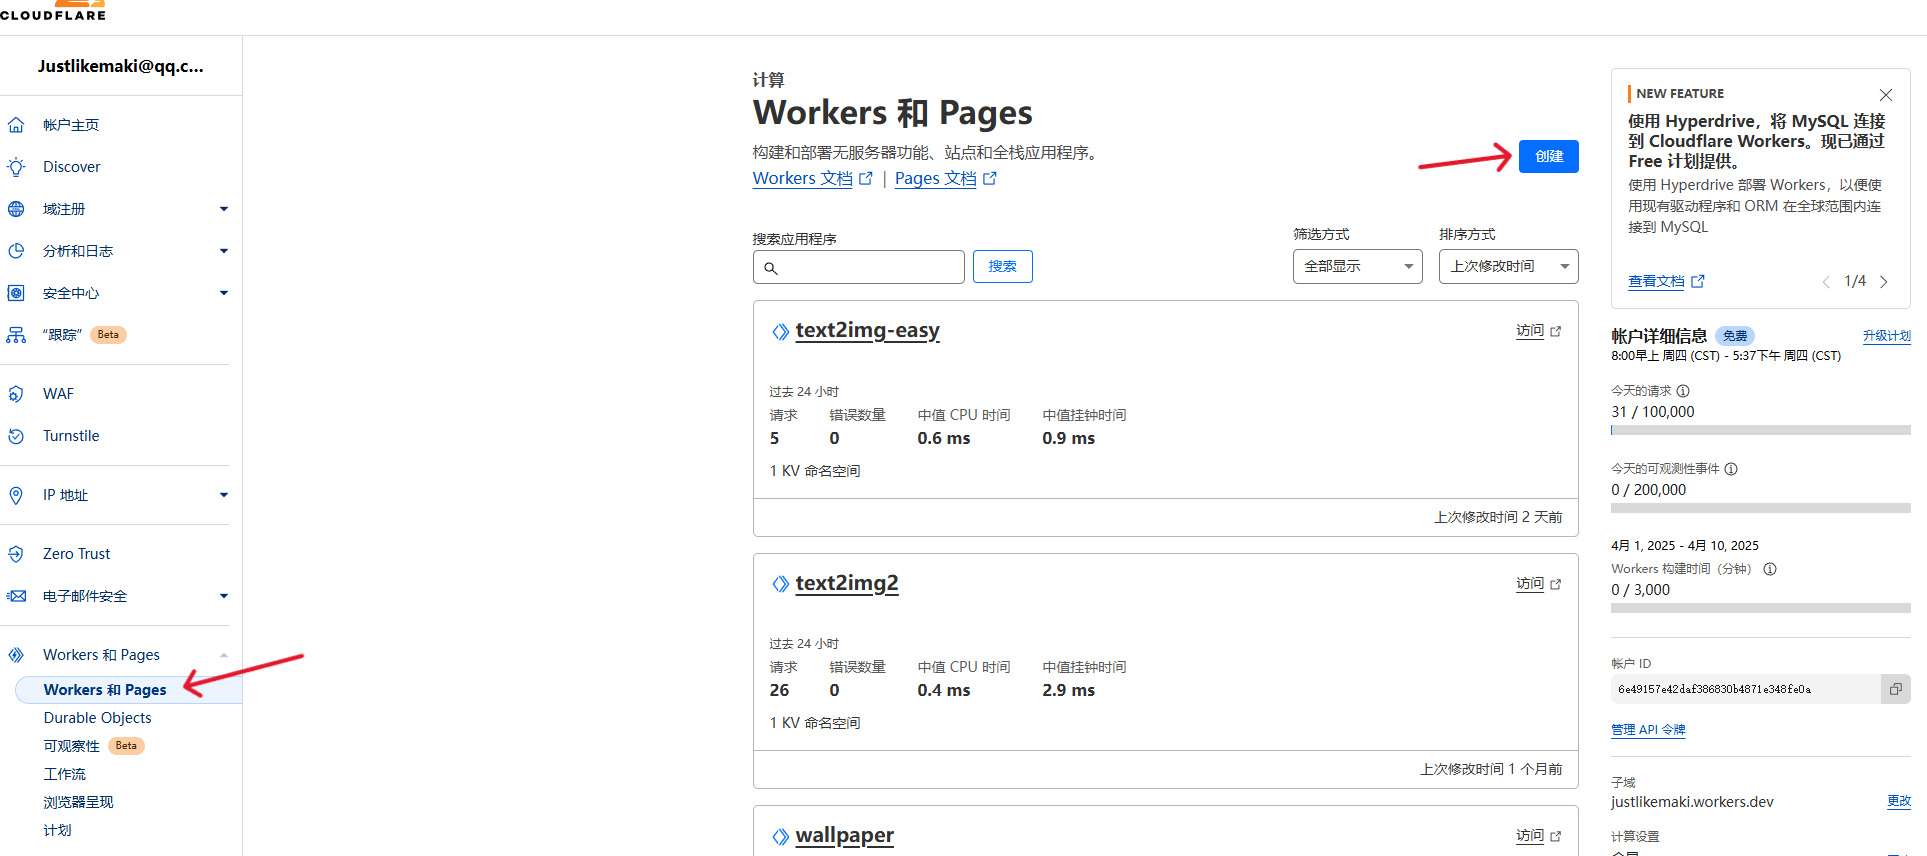 CLOUDFLARE
Justlikemaki@qq.c...
帐户主页
Discover
域注册
分析和日志
安全中心
“跟踪” Beta
WAF
Turnstile
IP 地址
Zero Trust
电子邮件安全
Workers 和 Pages
Workers 和 Pages
Durable Objects
可观察性 Beta
工作流
浏览器呈现
计划
计算
Workers 和 Pages
构建和部署无服务器功能、站点和全栈应用程序。
Workers 文档 | Pages 文档
创建
搜索应用程序
搜索
筛选方式
全部显示
排序方式
上次修改时间
text2img-easy
访问
过去 24 小时
请求 错误数量 中值 CPU 时间 中值挂钟时间
5 0 0.6 ms 0.9 ms
1 KV 命名空间
上次修改时间 2 天前
text2img2
访问
过去 24 小时
请求 错误数量 中值 CPU 时间 中值挂钟时间
26 0 0.4 ms 2.9 ms
1 KV 命名空间
上次修改时间 1 个月前
wallpaper
访问
NEW FEATURE
使用 Hyperdrive，将 MySQL 连接
到 Cloudflare Workers。现已通过
Free 计划提供。
使用 Hyperdrive 部署 Workers，以便使
用现有驱动程序和 ORM 在全球范围内连
接到 MySQL
查看文档
1/4
帐户详细信息 免费 升级计划
8:00早上 周四 (CST) - 5:37下午 周四 (CST)
今天的请求
31 / 100,000
今天的可观测性事件
0 / 200,000
4月 1, 2025 - 4月 10, 2025
Workers 构建时间（分钟）
0 / 3,000
帐户 ID
6e49157e42daf386830b4871e348fe0a
管理 API 令牌
子域
justlikemaki.workers.dev 更改
计算设置